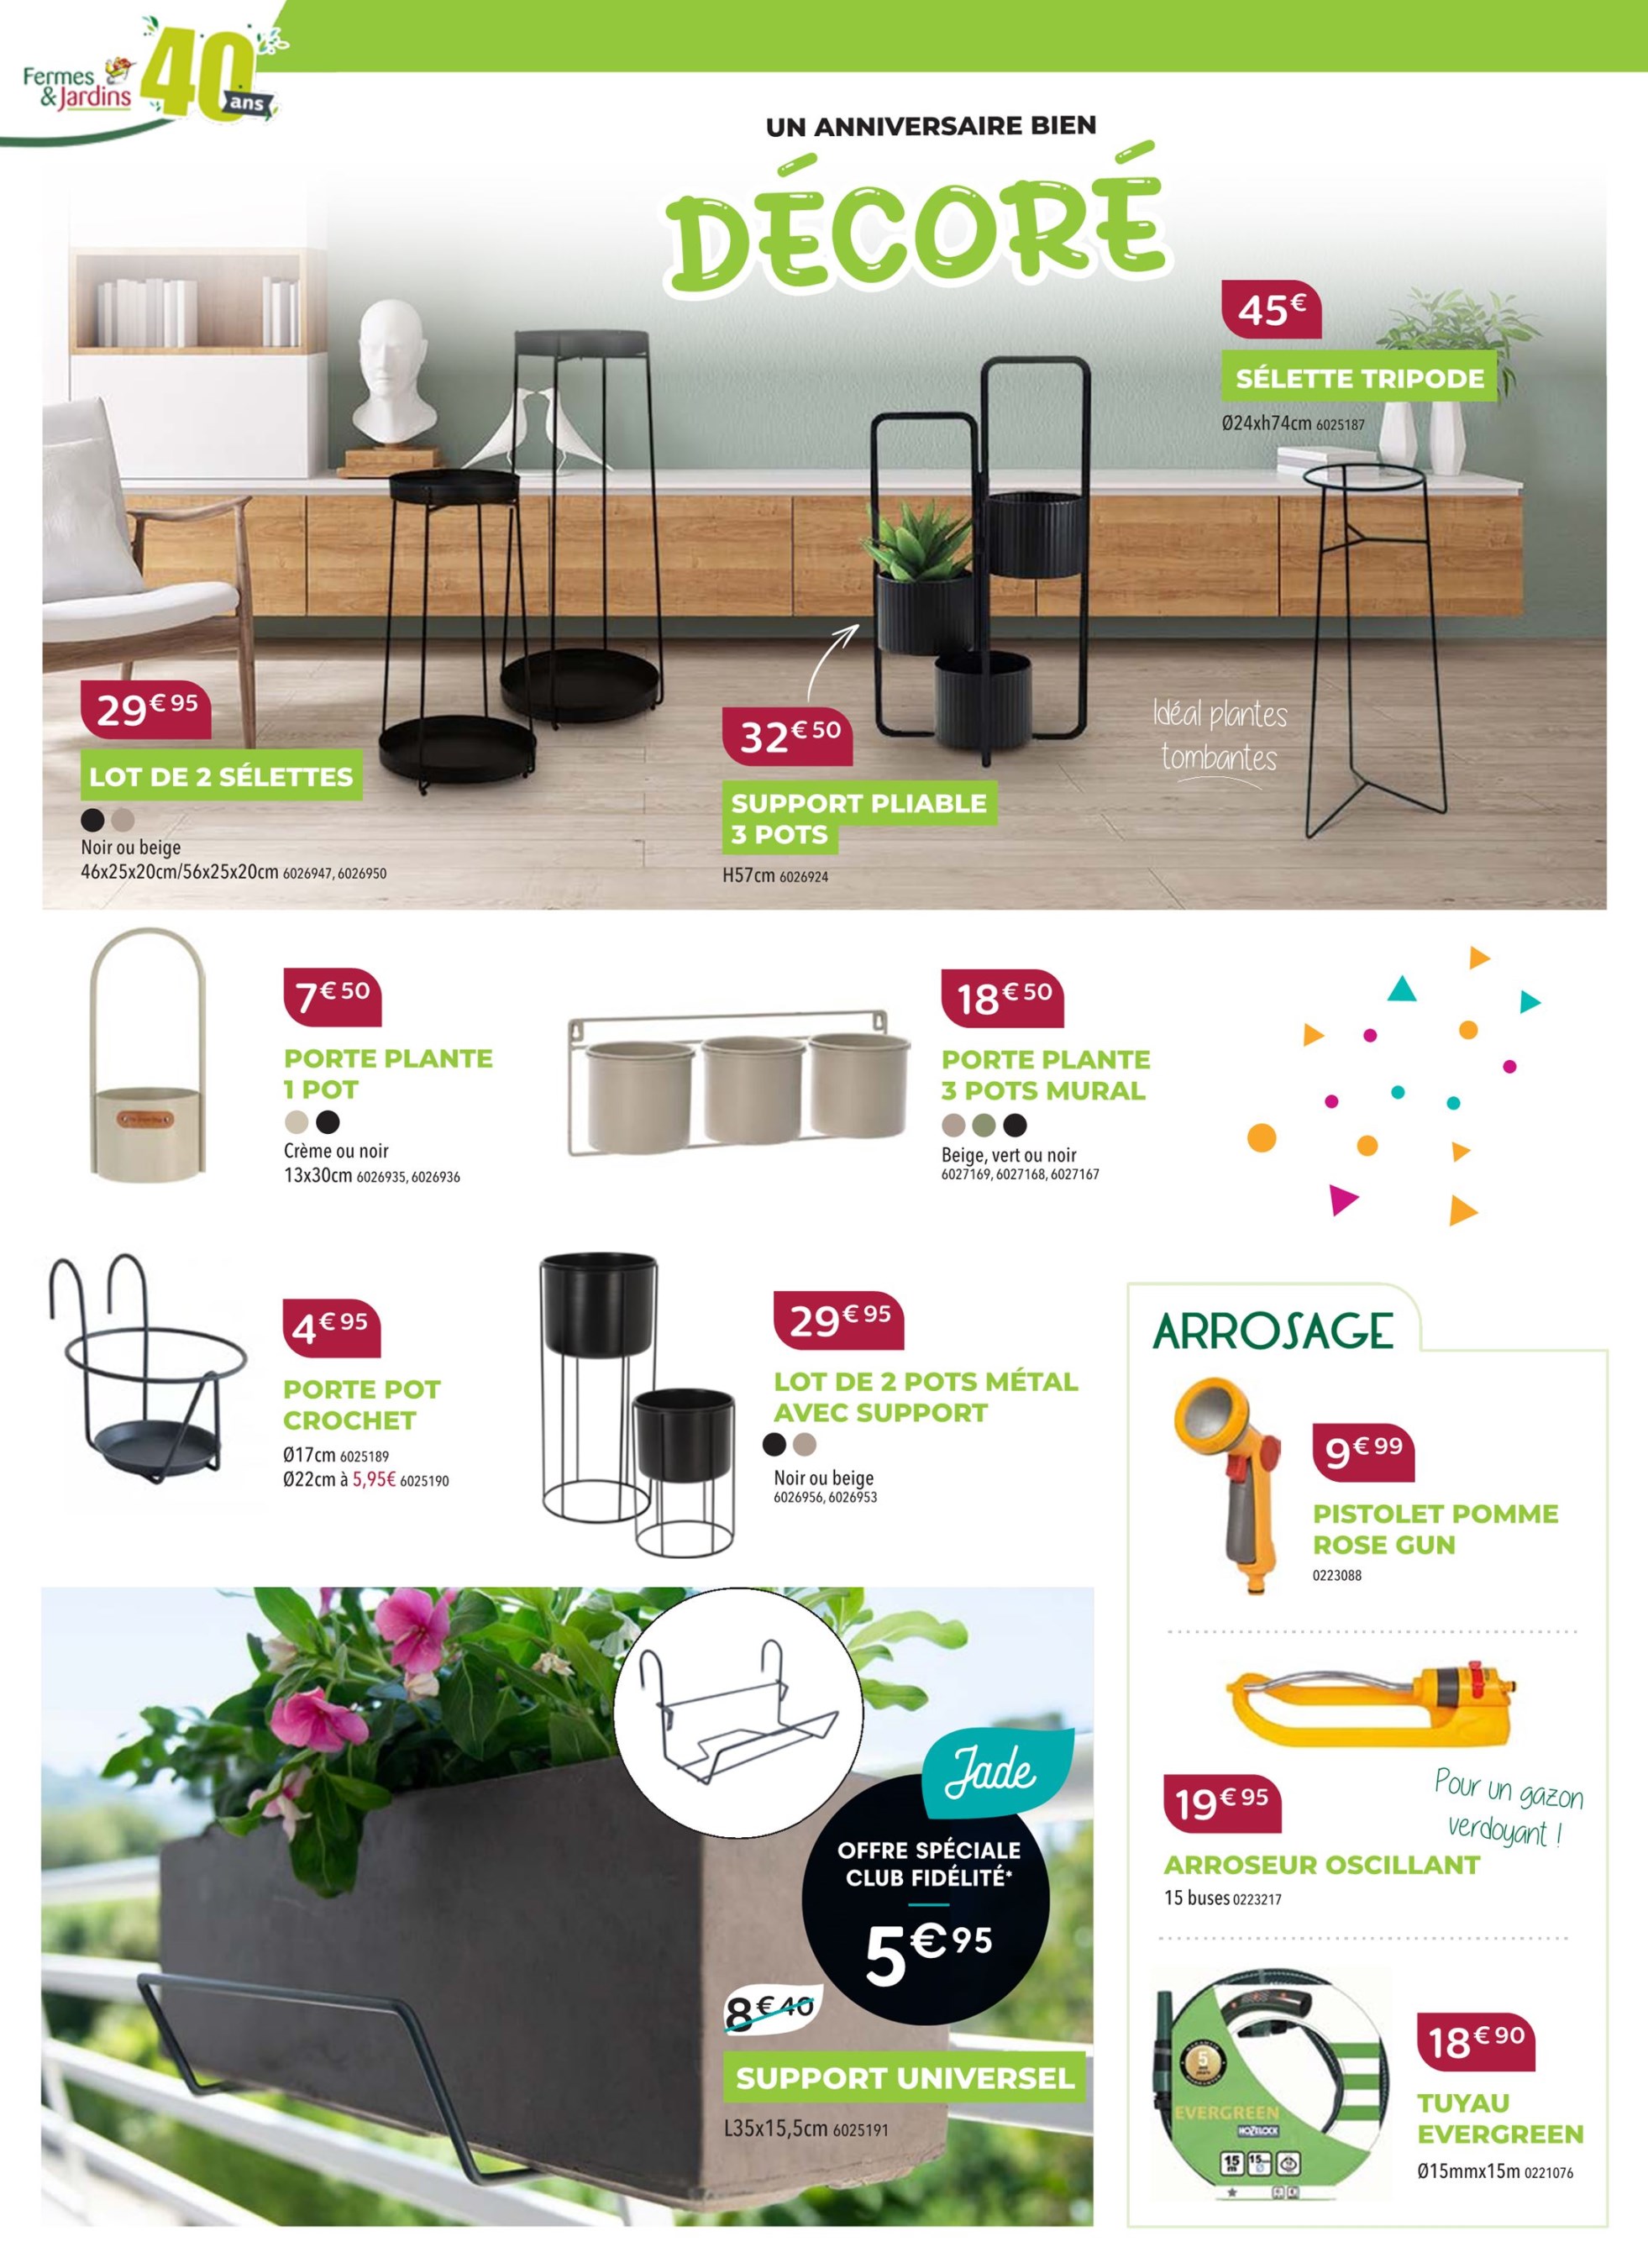 Fermes
&Jardins
40
ans
UN ANNIVERSAIRE BIEN
DÉCORÉ
45€
SÉLETTE TRIPODE
Ø24xh74cm 6025187
29€95
LOT DE 2 SÉLETTES
Noir ou beige
46x25x20cm/56x25x20cm 6026947, 6026950
32€50
SUPPORT PLIABLE
3 POTS
H57cm 6026924
Idéal plantes
tombantes
7€50
PORTE PLANTE
1 POT
Crème ou noir
13x30cm 6026935, 6026936
18€50
PORTE PLANTE
3 POTS MURAL
Beige, vert ou noir
6027169, 6027168, 6027167
4€95
PORTE POT
CROCHET
Ø17cm 6025189
Ø22cm à 5,95€ 6025190
29€95
LOT DE 2 POTS MÉTAL
AVEC SUPPORT
Noir ou beige
6026956, 6026953
Jade
OFFRE SPÉCIALE
CLUB FIDÉLITÉ*
5€95
8€40
SUPPORT UNIVERSEL
L35x15,5cm 6025191
ARROSAGE
9€99
PISTOLET POMME
ROSE GUN
0223088
19€95
Pour un gazon
verdoyant !
ARROSEUR OSCILLANT
15 buses 0223217
5
EVERGREEN
HOZELOCK
15
m
15
18€90
TUYAU
EVERGREEN
Ø15mmx15m 0221076